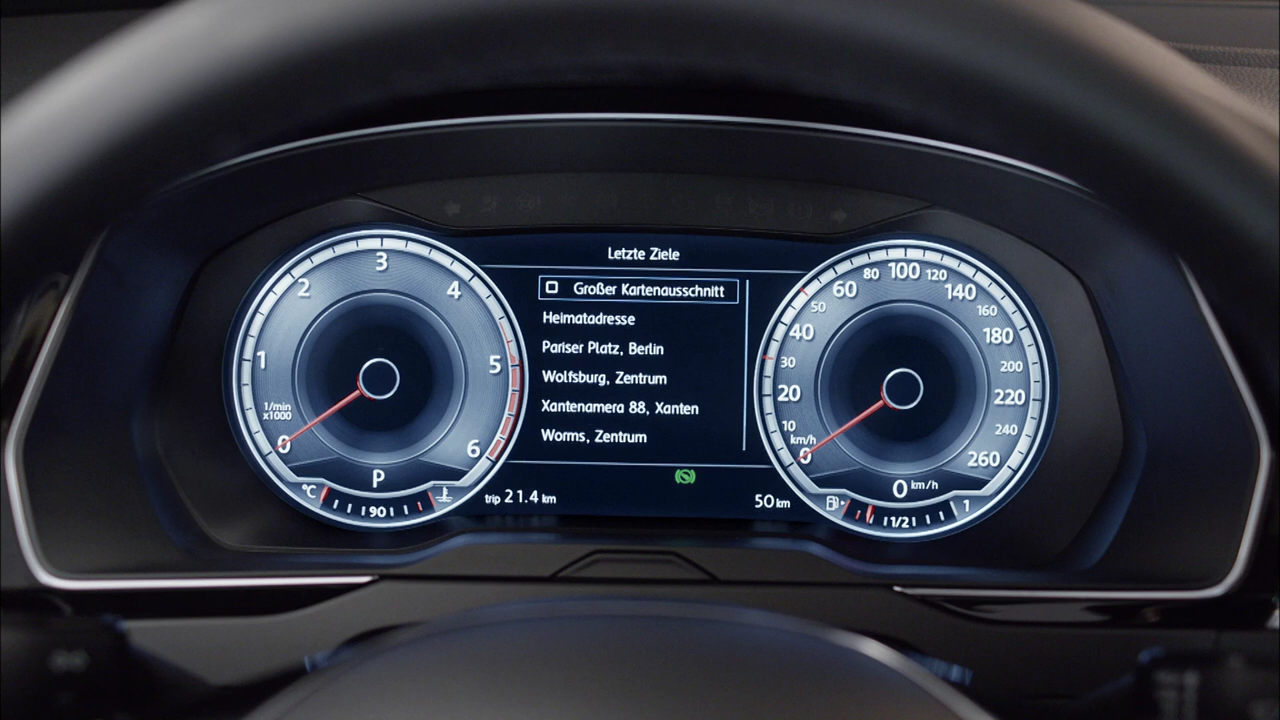 Letzte Ziele
Großer Kartenausschnitt
Heimatadresse
Pariser Platz, Berlin
Wolfsburg, Zentrum
Xantenamera 88, Xanten
Worms, Zentrum
0
1
2
3
4
5
6
1/min
x1000
P
°C
90
trip 21.4 km
50 km
0
10
20
30
40
50
60
80
100
120
140
160
180
200
220
240
260
km/h
0 km/h
1/2
1